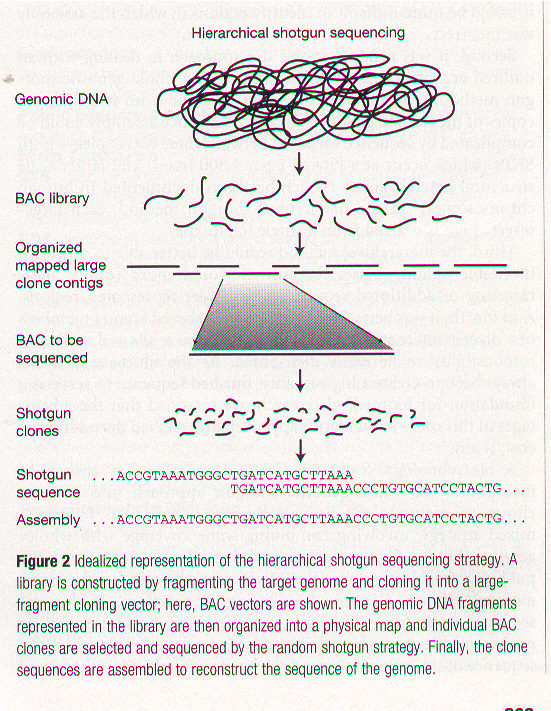 Hierarchical shotgun sequencing
Genomic DNA
BAC library
Organized
mapped large
clone contigs
BAC to be
sequenced
Shotgun
clones
Shotgun
sequence
...ACCGTAAATGGGCTGATCATGCTTAAA
TGATCATGCTTAAACCCTGTGCATCCTACTG...
Assembly ...ACCGTAAATGGGCTGATCATGCTTAAACCCTGTGCATCCTACTG...
Figure 2 Idealized representation of the hierarchical shotgun sequencing strategy. A
library is constructed by fragmenting the target genome and cloning it into a large-
fragment cloning vector; here, BAC vectors are shown. The genomic DNA fragments
represented in the library are then organized into a physical map and individual BAC
clones are selected and sequenced by the random shotgun strategy. Finally, the clone
sequences are assembled to reconstruct the sequence of the genome.